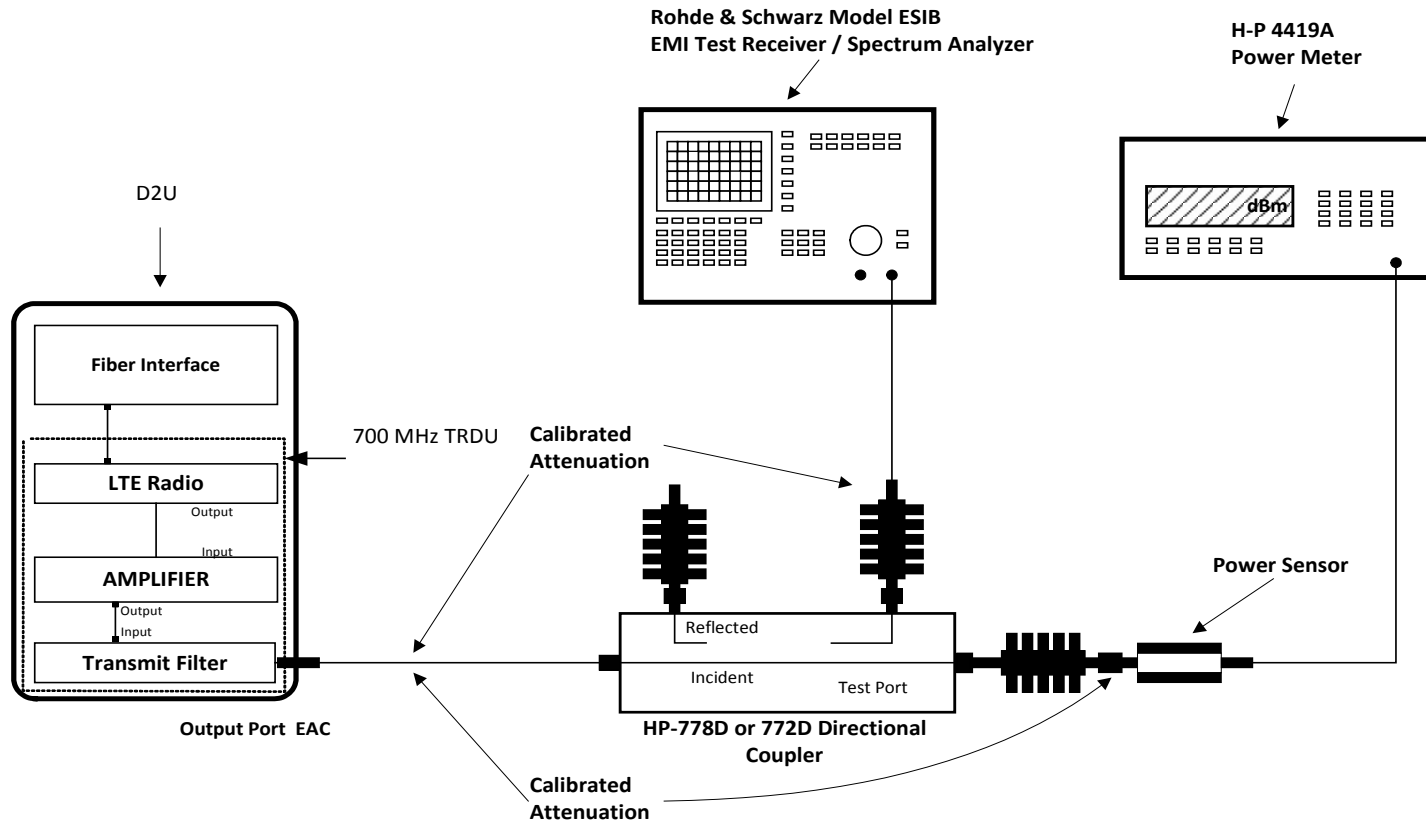 Rohde & Schwarz Model ESIB
EMI Test Receiver / Spectrum Analyzer
H-P 4419A
Power Meter
dBm
D2U
Fiber Interface
700 MHz TRDU
LTE Radio
Output
Input
AMPLIFIER
Output
Input
Transmit Filter
Output Port EAC
Calibrated
Attenuation
Reflected
Incident
Test Port
HP-778D or 772D Directional
Coupler
Power Sensor
Calibrated
Attenuation